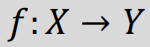 f: X → Y